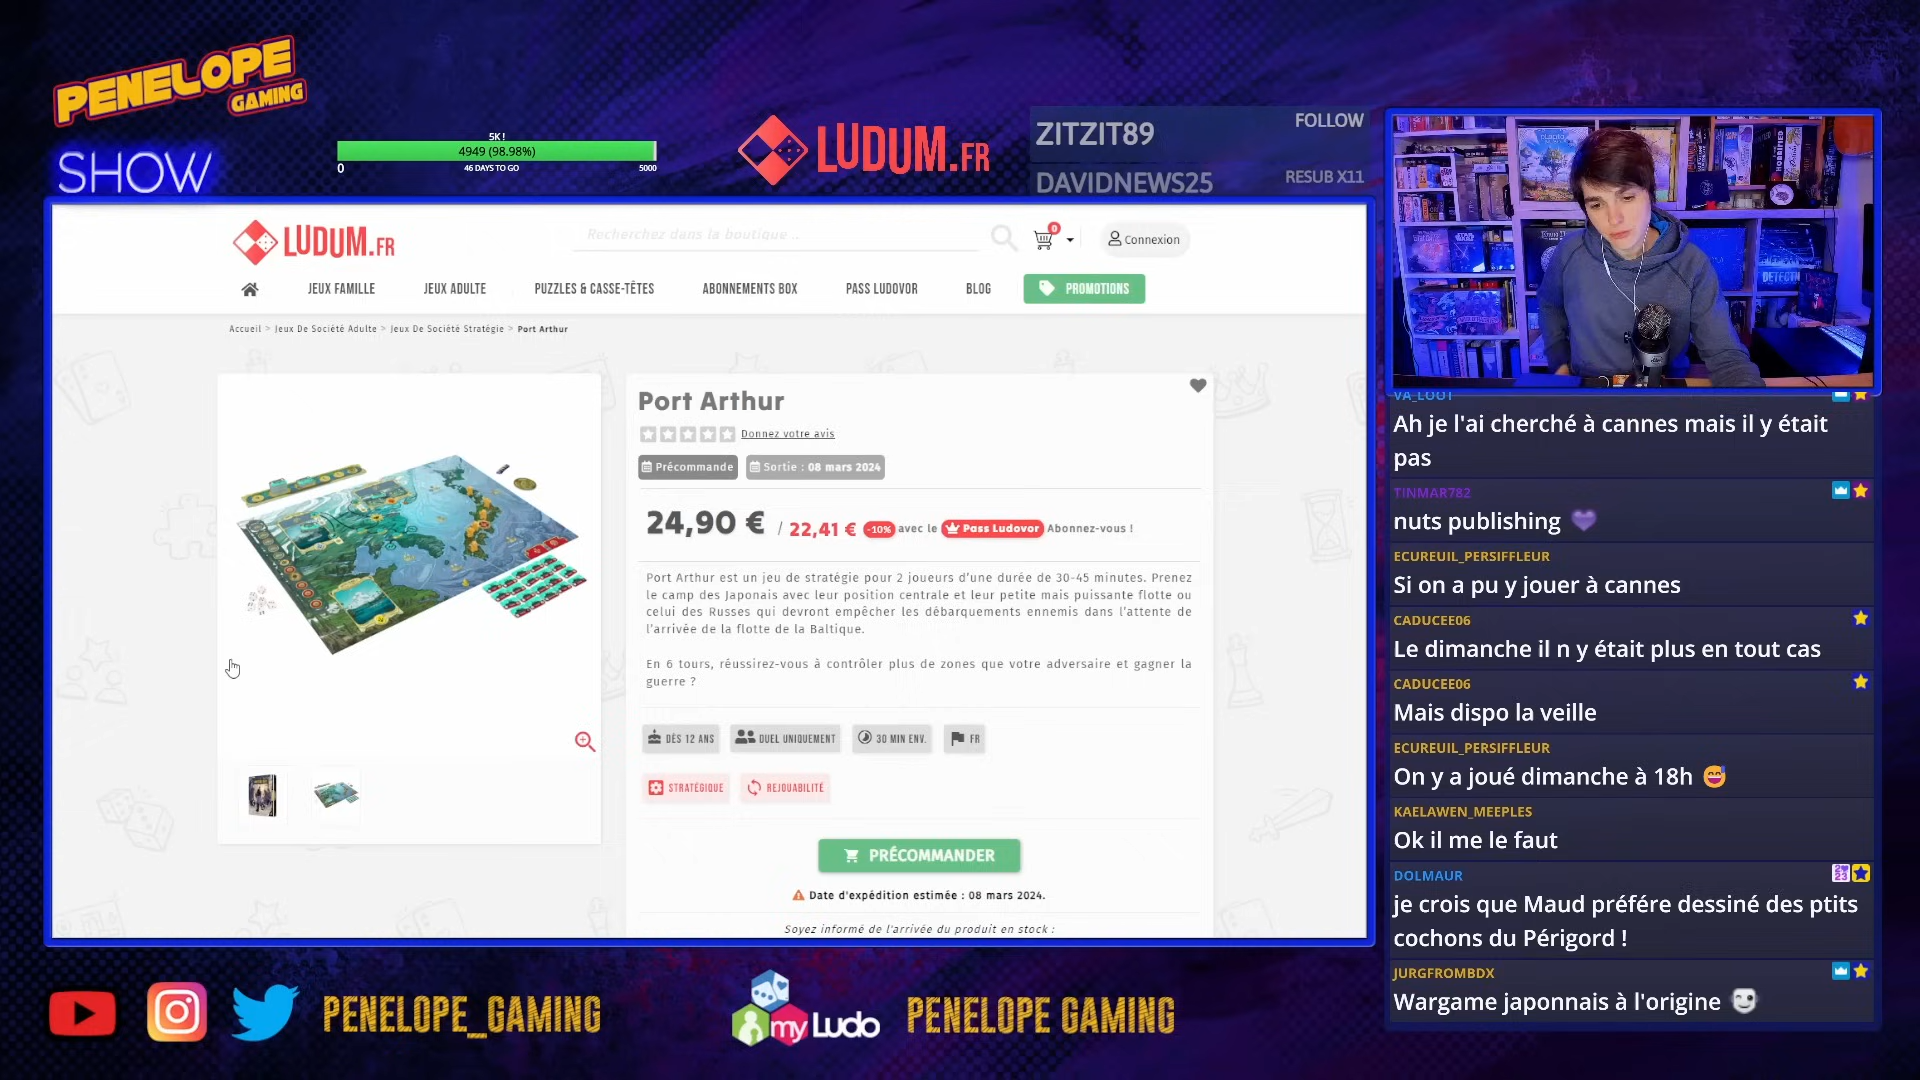 PENELOPE
GAMING
SHOW
5K!
4949 (98.98%)
0
46 DAYS TO GO
5000
LUDUM.FR
ZITZIT89
FOLLOW
DAVIDNEWS25
RESUB X11
LUDUM.FR
Recherchez dans la boutique ...
0
Connexion
JEUX FAMILLE
JEUX ADULTE
PUZZLES & CASSE-TÊTES
ABONNEMENTS BOX
PASS LUDOVOR
BLOG
PROMOTIONS
Accueil > Jeux De Société Adulte > Jeux De Société Stratégie > Port Arthur
Port Arthur
Donnez votre avis
Précommande
Sortie : 08 mars 2024
24,90 € / 22,41 € -10% avec le Pass Ludovor Abonnez-vous !
Port Arthur est un jeu de stratégie pour 2 joueurs d'une durée de 30-45 minutes. Prenez
le camp des Japonais avec leur position centrale et leur petite mais puissante flotte ou
celui des Russes qui devront empêcher les débarquements ennemis dans l'attente de
l'arrivée de la flotte de la Baltique.
En 6 tours, réussirez-vous à contrôler plus de zones que votre adversaire et gagner la
guerre ?
DÈS 12 ANS
DUEL UNIQUEMENT
30 MIN ENV.
FR
STRATÉGIQUE
REJOUABILITÉ
PRÉCOMMANDER
Date d'expédition estimée : 08 mars 2024.
Soyez informé de l'arrivée du produit en stock :
VA_LOOT
Ah je l'ai cherché à cannes mais il y était
pas
TINMAR782
nuts publishing
ECUREUIL_PERSIFFLEUR
Si on a pu y jouer à cannes
CADUCEE06
Le dimanche il n y était plus en tout cas
CADUCEE06
Mais dispo la veille
ECUREUIL_PERSIFFLEUR
On y a joué dimanche à 18h
KAELAWEN_MEEPLES
Ok il me le faut
DOLMAUR
je crois que Maud préfére dessiné des ptits
cochons du Périgord !
JURGFROMBDX
Wargame japonnais à l'origine
PENELOPE_GAMING
myLudo
PENELOPE GAMING